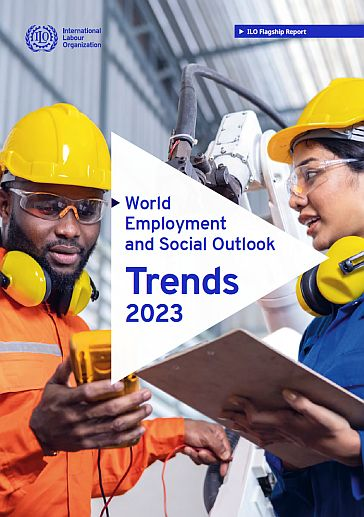 International
Labour
Organization
▶ ILO Flagship Report
▶ World
Employment
and Social Outlook
Trends
2023